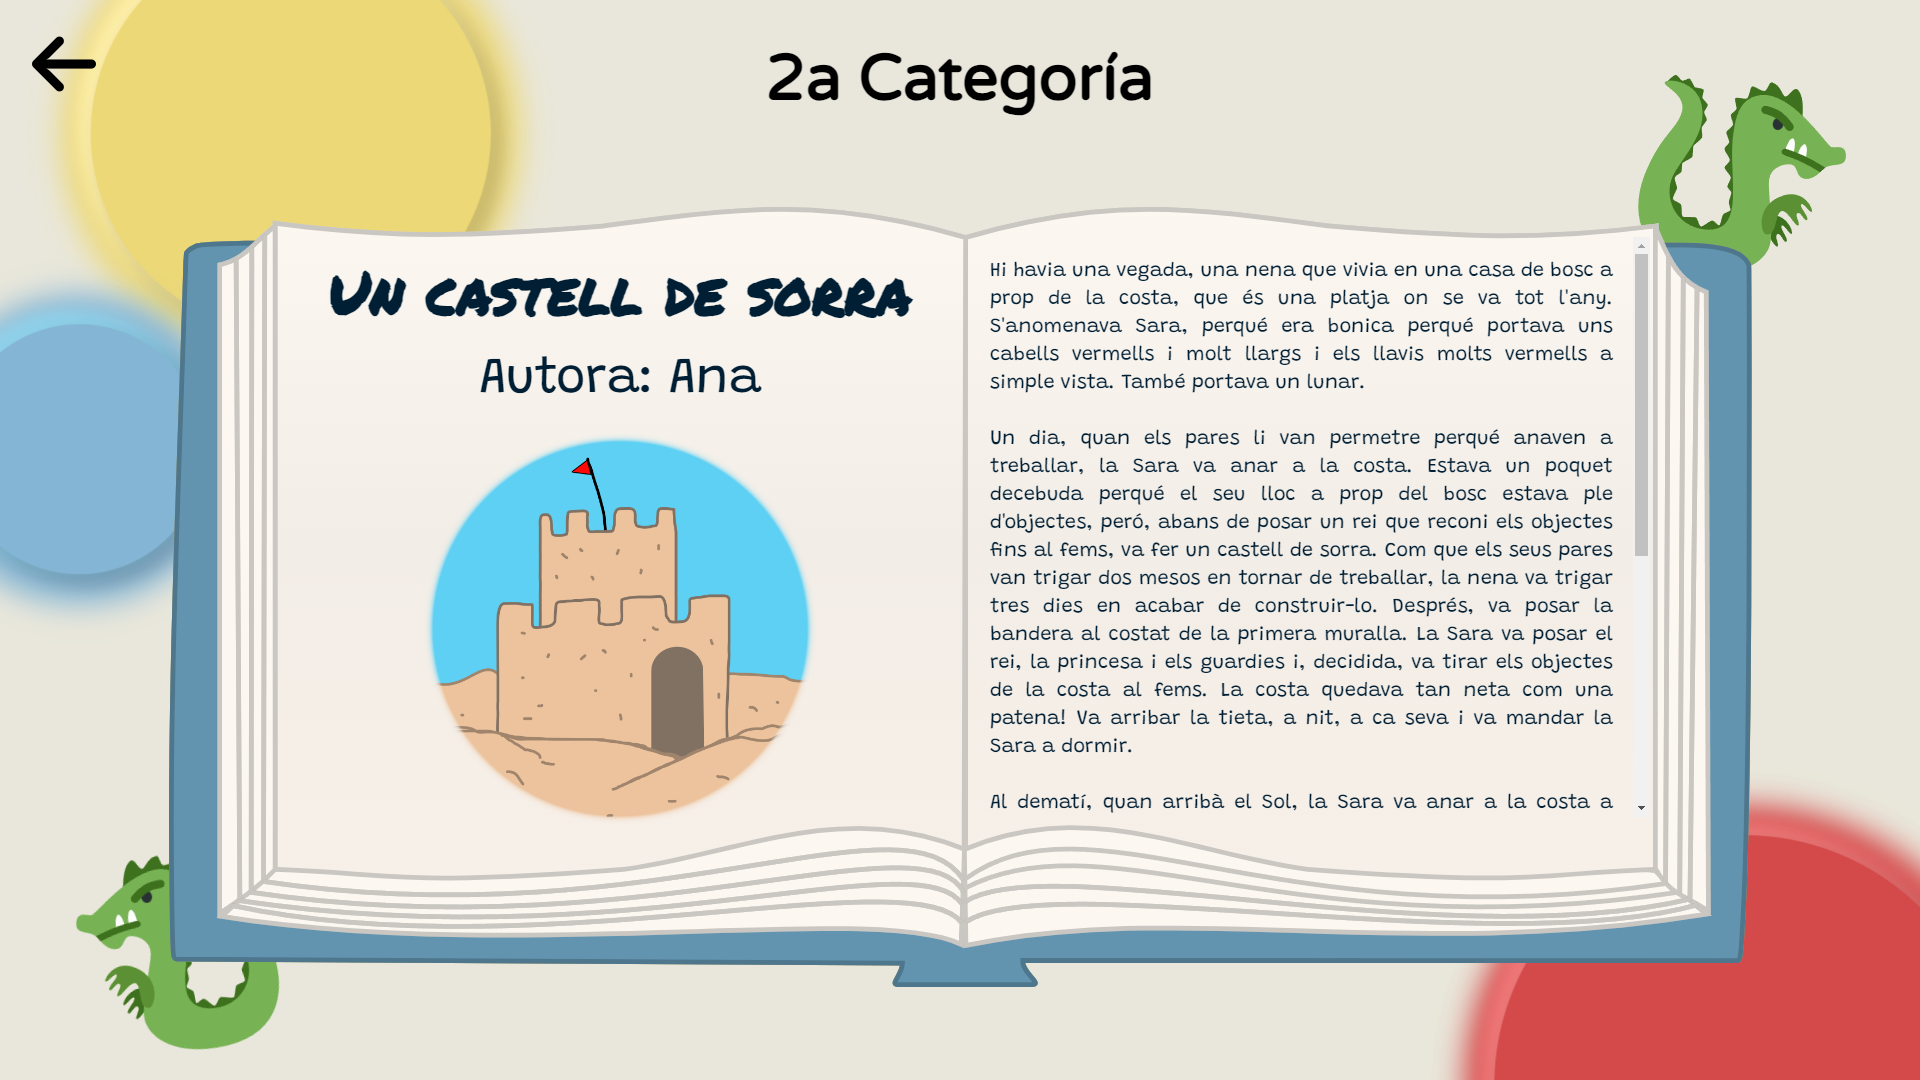 2a Categoría
Un castell de sorra
Autora: Ana
Hi havia una vegada, una nena que vivia en una casa de bosc a
prop de la costa, que és una platja on se va tot l'any.
S'anomenava Sara, perqué era bonica perqué portava uns
cabells vermells i molt llargs i els llavis molts vermells a
simple vista. També portava un lunar.
Un dia, quan els pares li van permetre perqué anaven a
treballar, la Sara va anar a la costa. Estava un poquet
decebuda perqué el seu lloc a prop del bosc estava ple
d'objectes, peró, abans de posar un rei que reconi els objectes
fins al fems, va fer un castell de sorra. Com que els seus pares
van trigar dos mesos en tornar de treballar, la nena va trigar
tres dies en acabar de construir-lo. Després, va posar la
bandera al costat de la primera muralla. La Sara va posar el
rei, la princesa i els guardies i, decidida, va tirar els objectes
de la costa al fems. La costa quedava tan neta com una
patena! Va arribar la tieta, a nit, a ca seva i va mandar la
Sara a dormir.
Al dematí, quan arribà el Sol, la Sara va anar a la costa a